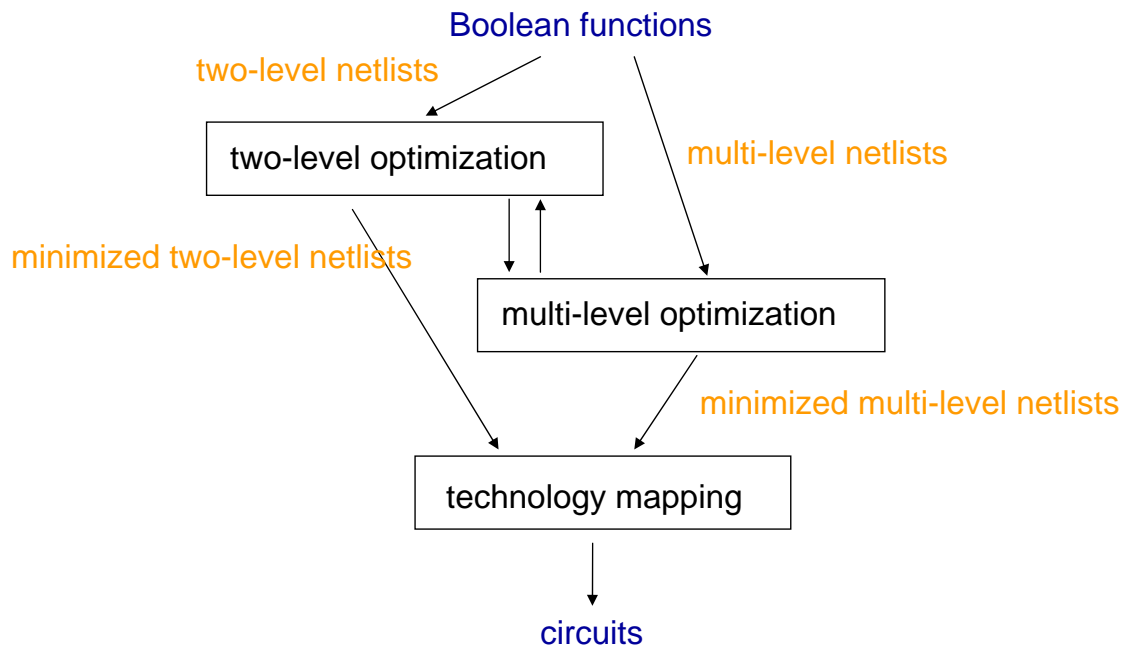 Boolean functions
two-level netlists
two-level optimization
multi-level netlists
minimized two-level netlists
multi-level optimization
minimized multi-level netlists
technology mapping
circuits